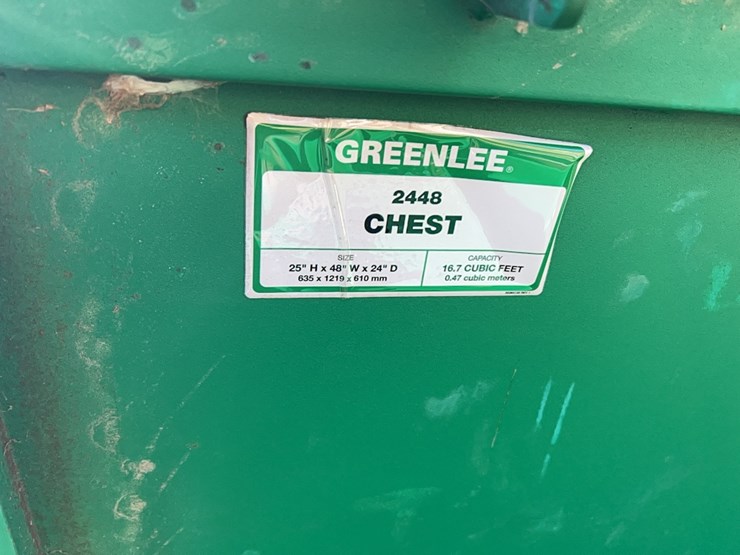 GREENLEE®
2448
CHEST
SIZE
25" H x 48" W x 24" D
635 x 1219 x 610 mm
CAPACITY
16.7 CUBIC FEET
0.47 cubic meters